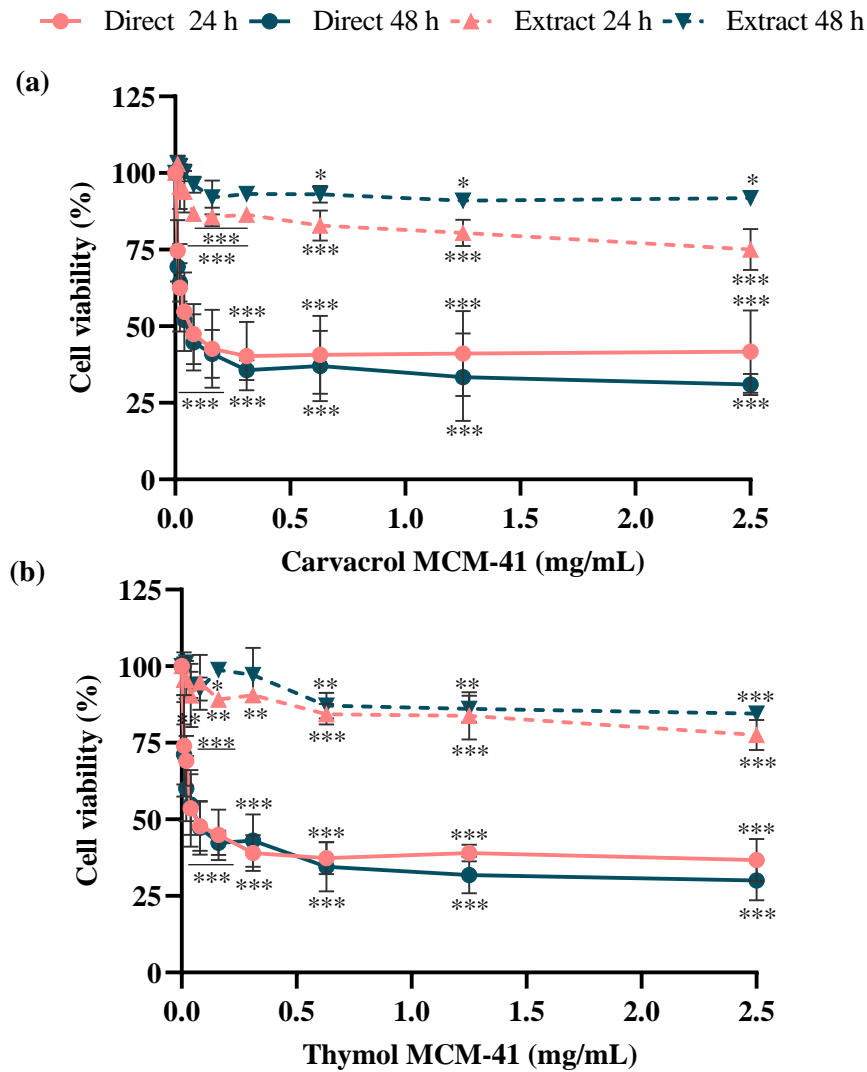 Direct 24 h Direct 48 h Extract 24 h Extract 48 h
(a)
125
100
75
50
25
0
Cell viability (%)
* * *
*** *** *** *** ***
*** *** *** ***
*** *** *** *** ***
0.0 0.5 1.0 1.5 2.0 2.5
Carvacrol MCM-41 (mg/mL)
(b)
125
100
75
50
25
0
Cell viability (%)
* ** ** ***
** ** ** *** *** ***
*** *** *** *** ***
*** *** *** *** ***
0.0 0.5 1.0 1.5 2.0 2.5
Thymol MCM-41 (mg/mL)